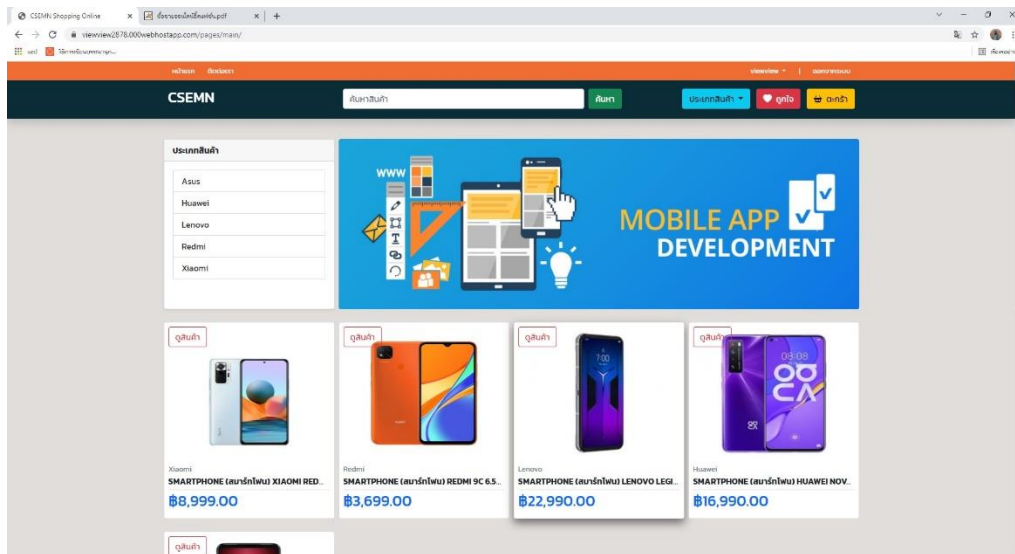 CSEMN Shopping Online
viewview2878.000webhostapp.com/pages/main/
หน้าแรก ติดต่อเรา
viewview | ออกจากระบบ
CSEMN
ค้นหาสินค้า
ค้นหา
ประเภทสินค้า
ถูกใจ
ตะกร้า
ประเภทสินค้า
Asus
Huawei
Lenovo
Redmi
Xiaomi
WWW
T
MOBILE APP
DEVELOPMENT
ดูสินค้า
ดูสินค้า
7:00
ดูสินค้า
ดูสินค้า
08:08
Xiaomi
SMARTPHONE (สมาร์ทโฟน) XIAOMI RED...
฿8,999.00
Redmi
SMARTPHONE (สมาร์ทโฟน) REDMI 9C 6.5...
฿3,699.00
Lenovo
SMARTPHONE (สมาร์ทโฟน) LENOVO LEGI...
฿22,990.00
Huawei
SMARTPHONE (สมาร์ทโฟน) HUAWEI NOV...
฿16,990.00
ดูสินค้า